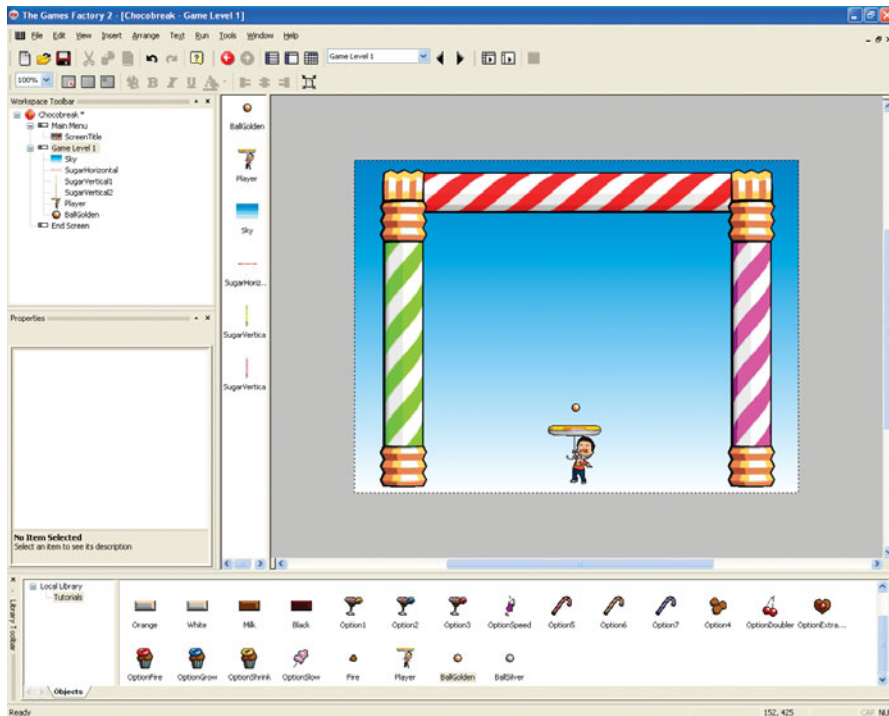 The Games Factory 2 - [Chocobreak - Game Level 1]
File Edit View Insert Arrange Text Run Tools Window Help
Game Level 1
100% B I U A
Workspace Toolbar
Chocobreak *
Main Menu
ScreenTitle
Game Level 1
Sky
SugarHorizontal
SugarVertical1
SugarVertical2
Player
BallGolden
End Screen
Properties
No Item Selected
Select an item to see its description
BallGolden
Player
Sky
SugarHoriz...
SugarVertica
SugarVertica
Library Toolbar
Local Library
Tutorials
Orange White Milk Black Option1 Option2 Option3 OptionSpeed Option5 Option6 Option7 Option4 OptionDoubler OptionExtra...
OptionFire OptionGrow OptionShrink OptionSlow Fire Player BallGolden BallSilver
Objects
Ready 152, 425 CAP NU